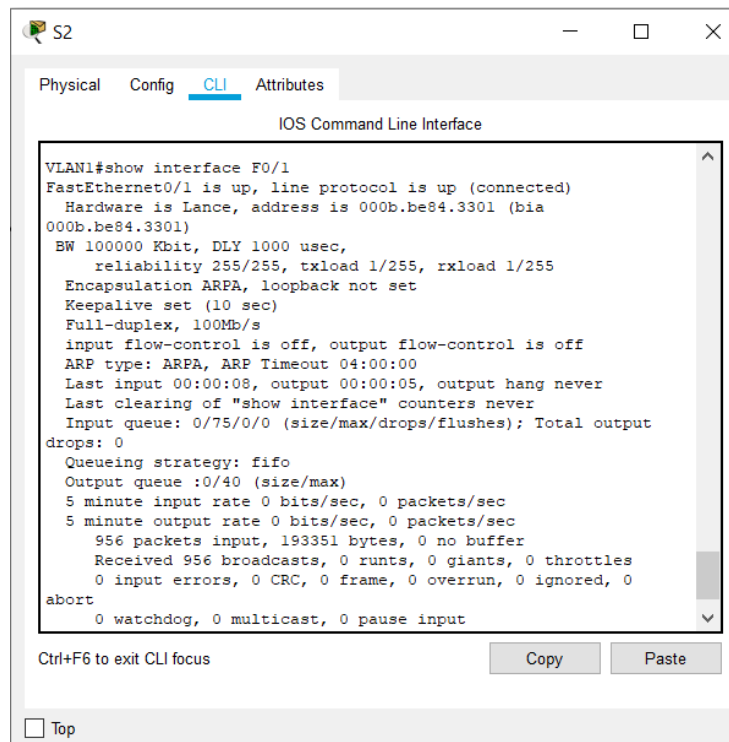 S2
Physical Config CLI Attributes
IOS Command Line Interface
VLAN1#show interface F0/1
FastEthernet0/1 is up, line protocol is up (connected)
Hardware is Lance, address is 000b.be84.3301 (bia
000b.be84.3301)
BW 100000 Kbit, DLY 1000 usec,
reliability 255/255, txload 1/255, rxload 1/255
Encapsulation ARPA, loopback not set
Keepalive set (10 sec)
Full-duplex, 100Mb/s
input flow-control is off, output flow-control is off
ARP type: ARPA, ARP Timeout 04:00:00
Last input 00:00:08, output 00:00:05, output hang never
Last clearing of "show interface" counters never
Input queue: 0/75/0/0 (size/max/drops/flushes); Total output
drops: 0
Queueing strategy: fifo
Output queue :0/40 (size/max)
5 minute input rate 0 bits/sec, 0 packets/sec
5 minute output rate 0 bits/sec, 0 packets/sec
956 packets input, 193351 bytes, 0 no buffer
Received 956 broadcasts, 0 runts, 0 giants, 0 throttles
0 input errors, 0 CRC, 0 frame, 0 overrun, 0 ignored, 0
abort
0 watchdog, 0 multicast, 0 pause input
Ctrl+F6 to exit CLI focus Copy Paste
Top